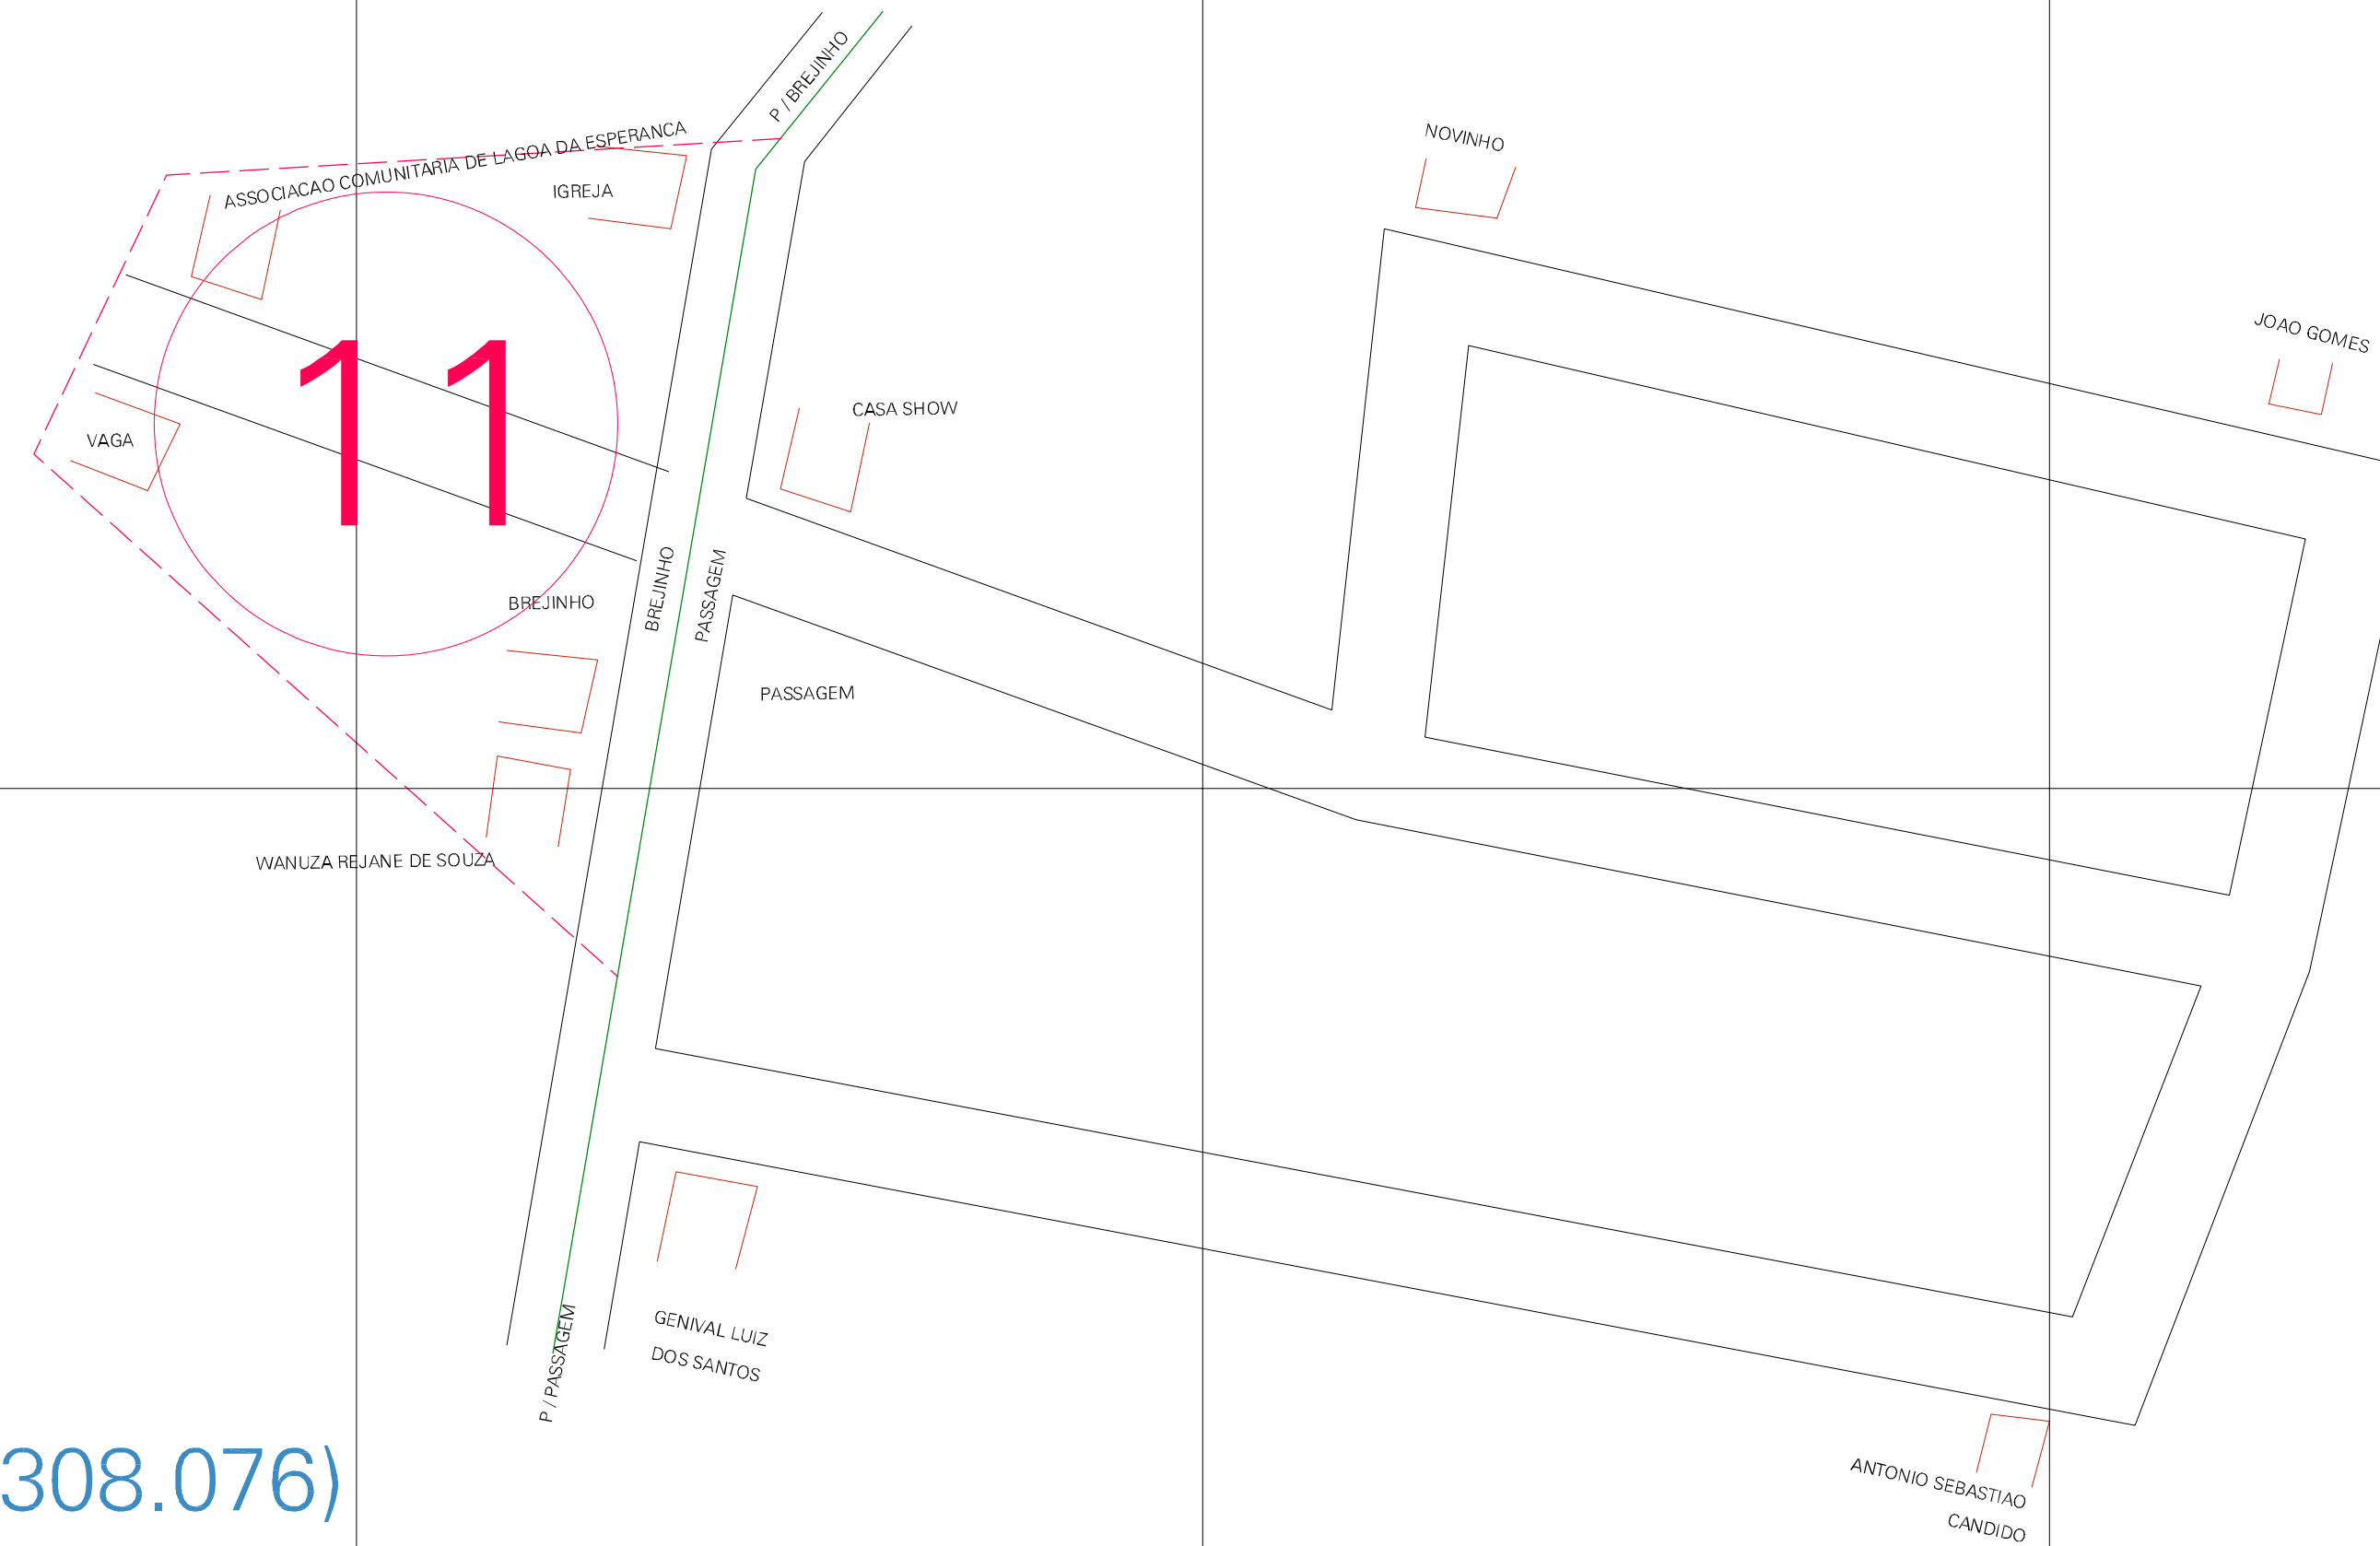 P / BREJINHO
ASSOCIACAO COMUNITARIA DE LAGOA DA ESPERANCA
NOVINHO
IGREJA
JOAO GOMES
11
CASA SHOW
VAGA
BREJINHO
PASSAGEM
BREJINHO
PASSAGEM
WANUZA REJANE DE SOUZA
GENIVAL LUIZ
DOS SANTOS
P / PASSAGEM
308.076)
ANTONIO SEBASTIAO
CANDIDO